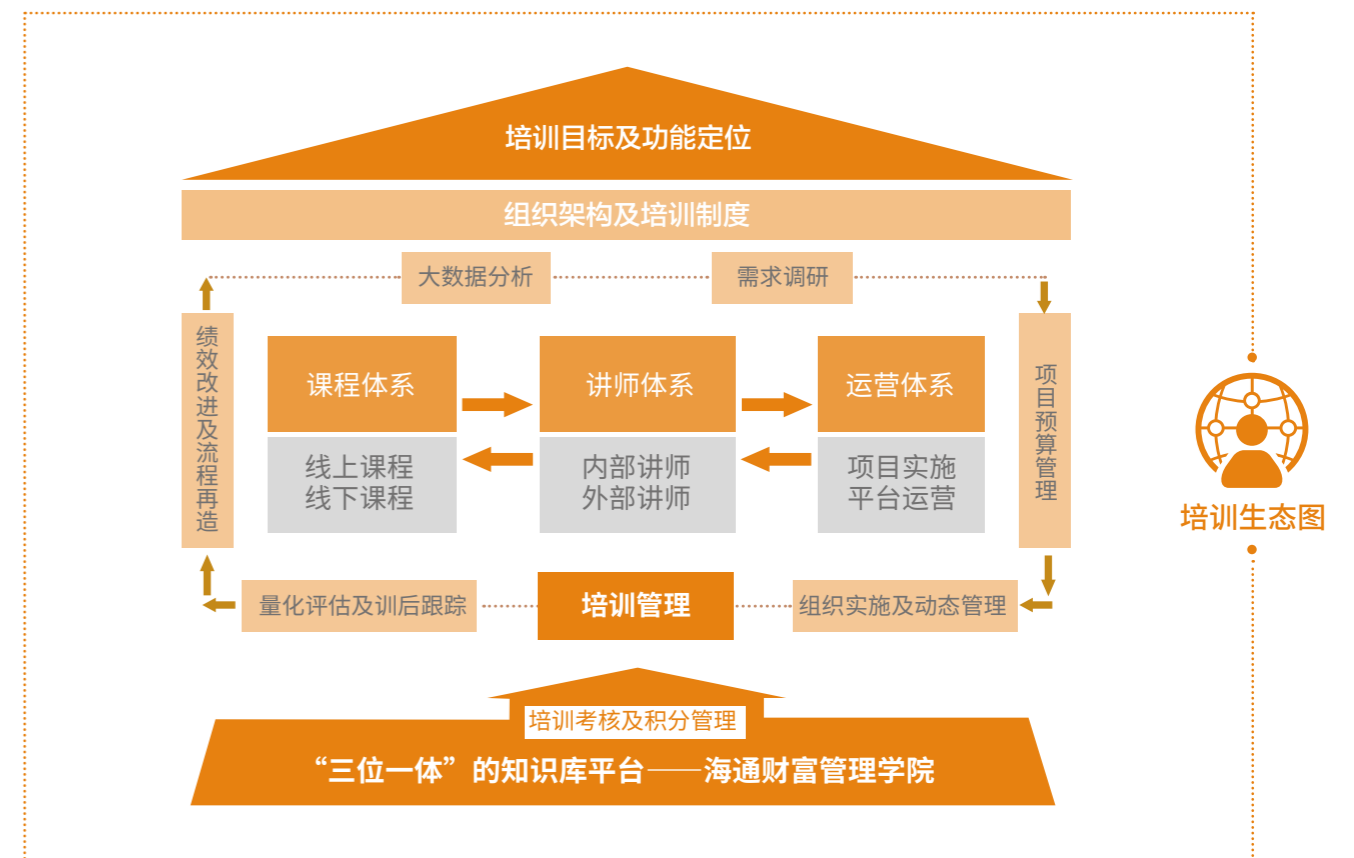 培训目标及功能定位
组织架构及培训制度
大数据分析
需求调研
绩效改进及流程再造
课程体系
讲师体系
运营体系
项目预算管理
线上课程
线下课程
内部讲师
外部讲师
项目实施
平台运营
培训生态图
量化评估及训后跟踪
培训管理
组织实施及动态管理
培训考核及积分管理
“三位一体”的知识库平台——海通财富管理学院